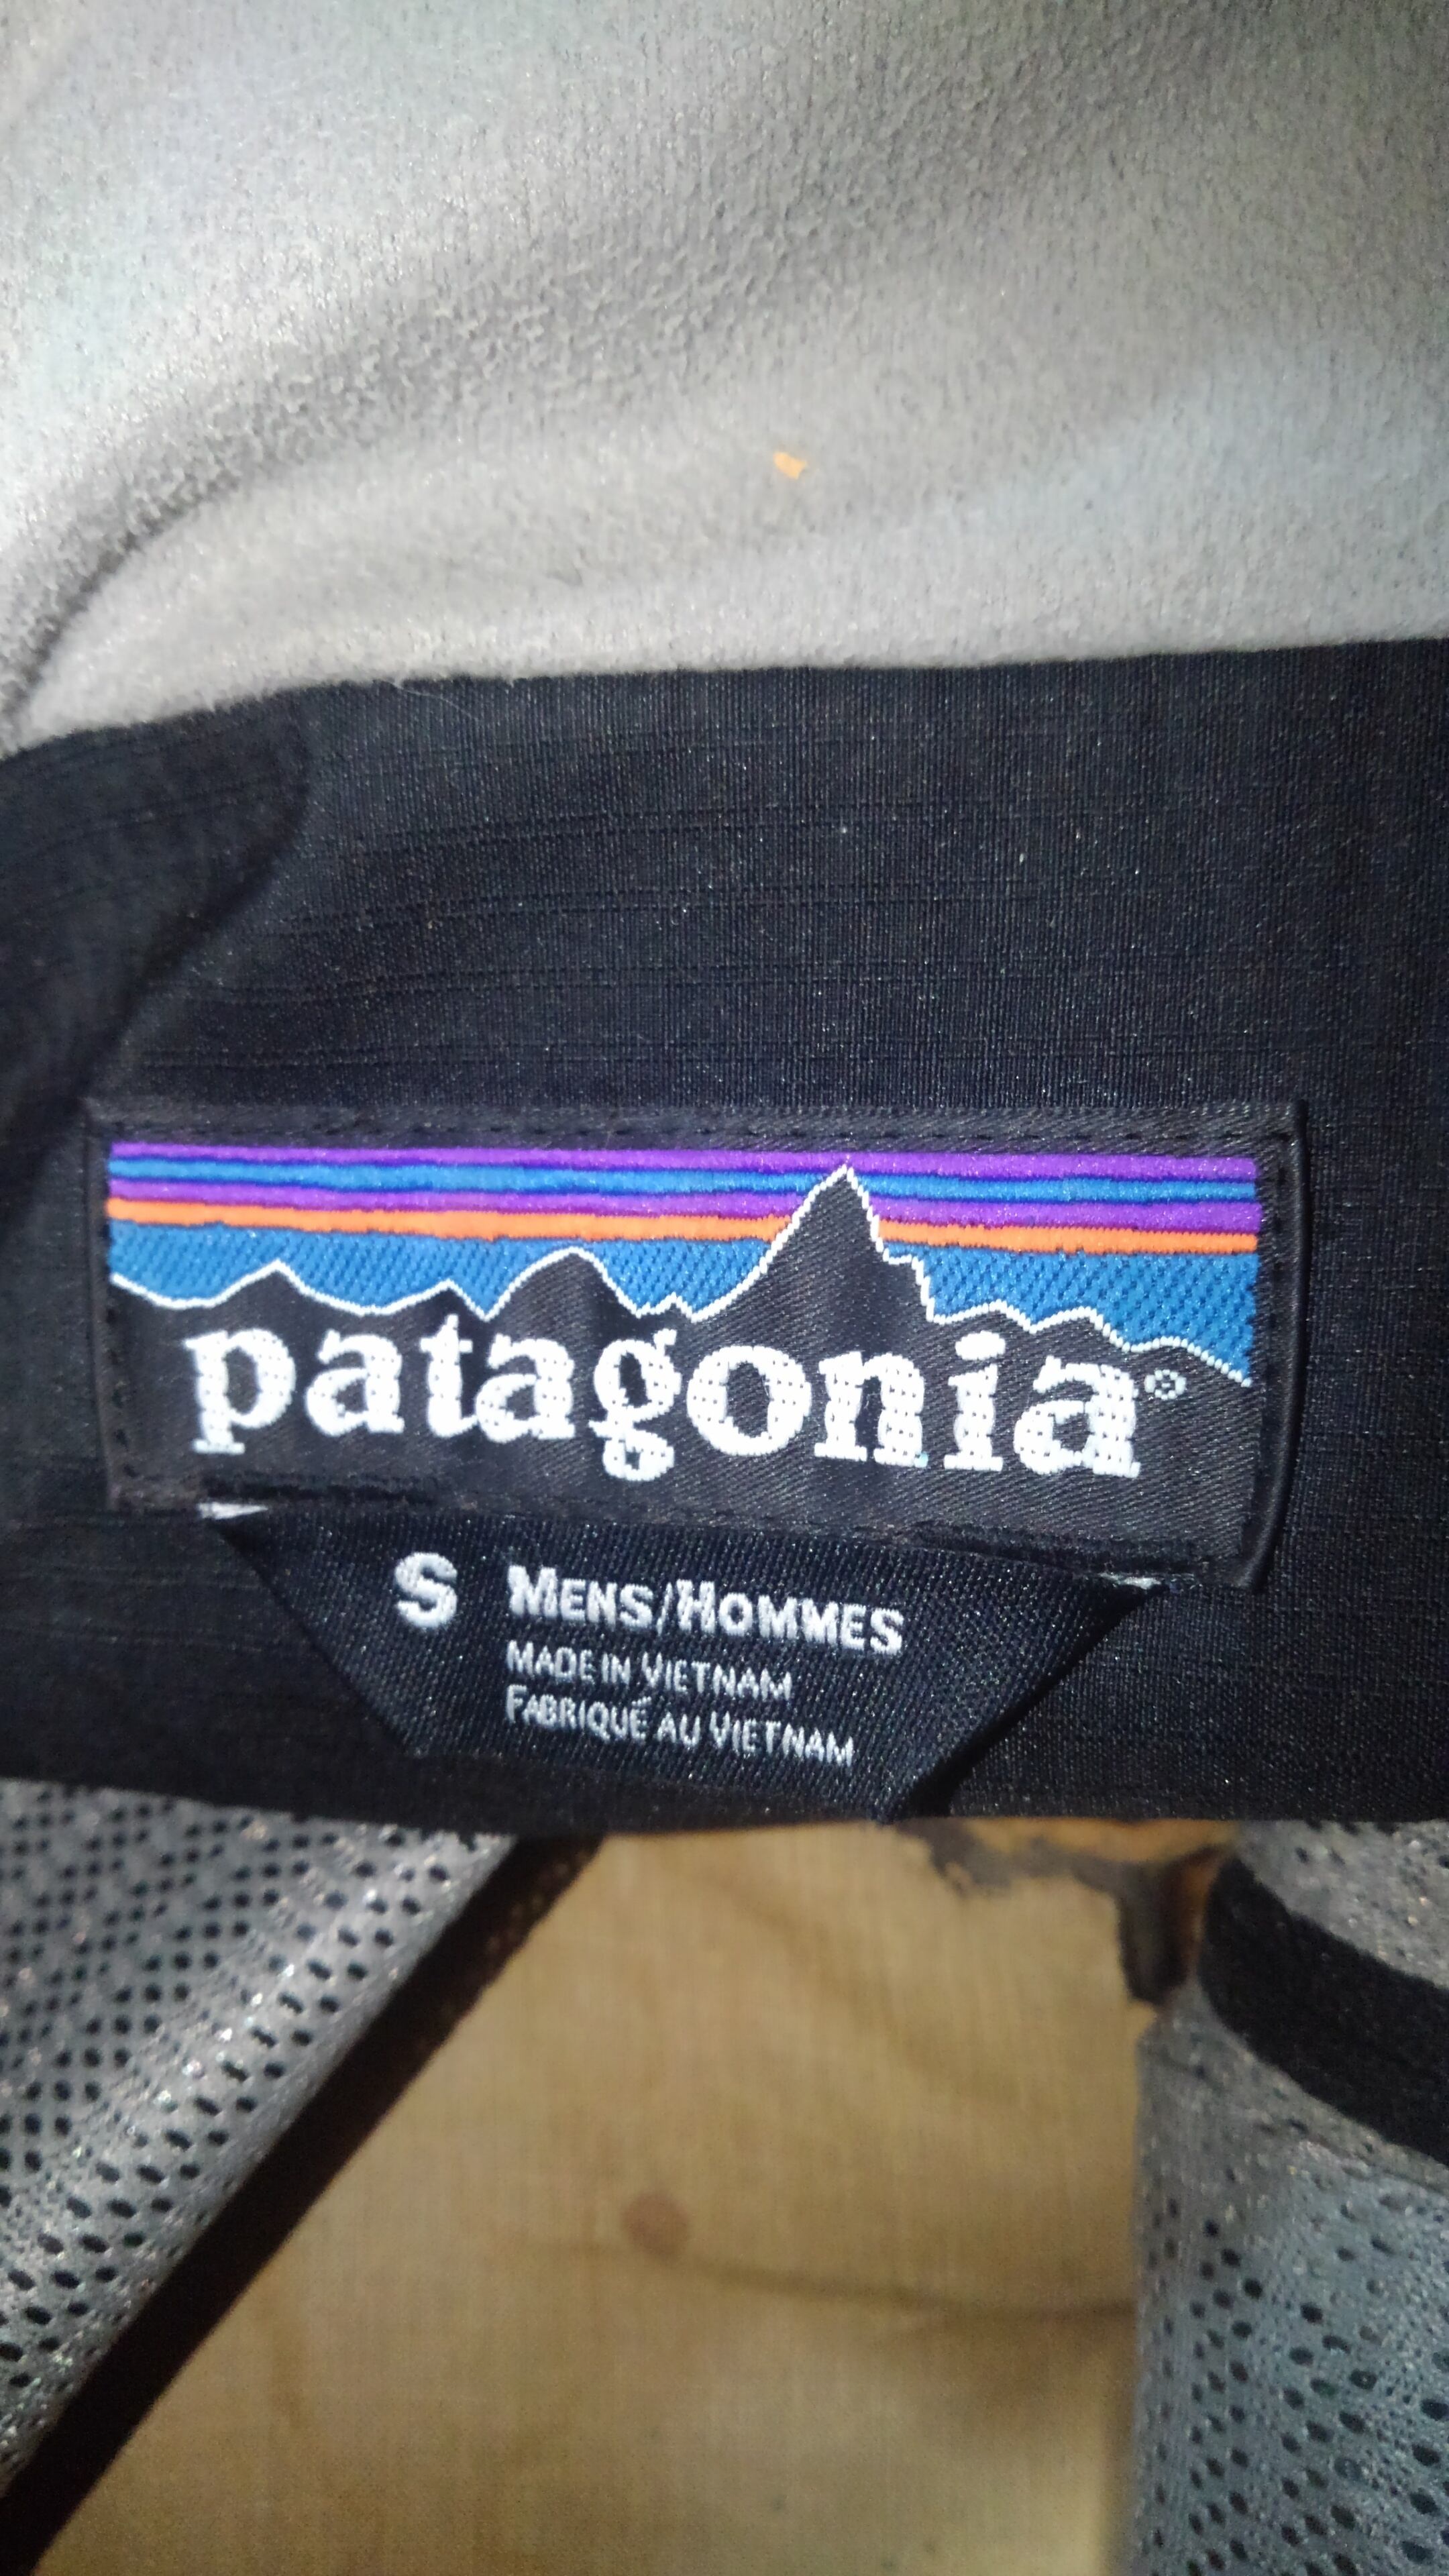 patagonia®
S MENS/HOMMES
MADE IN VIETNAM
FABRIQUÉ AU VIETNAM